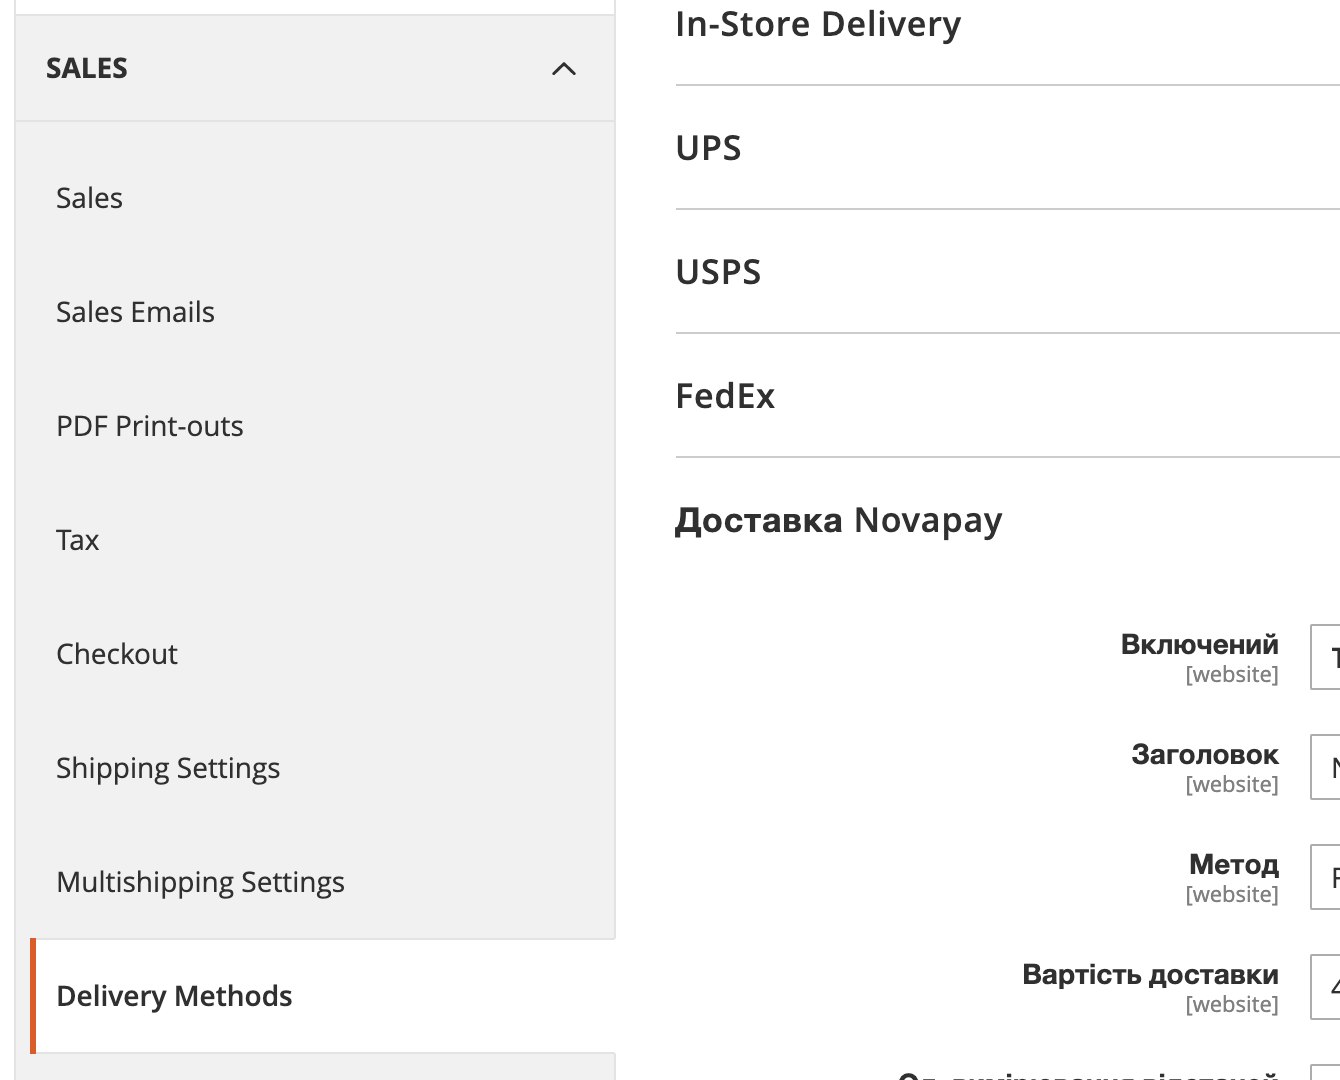 SALES
Sales
Sales Emails
PDF Print-outs
Tax
Checkout
Shipping Settings
Multishipping Settings
Delivery Methods
In-Store Delivery
UPS
USPS
FedEx
Доставка Novapay
Включений
[website]
Заголовок
[website]
Метод
[website]
Вартість доставки
[website]